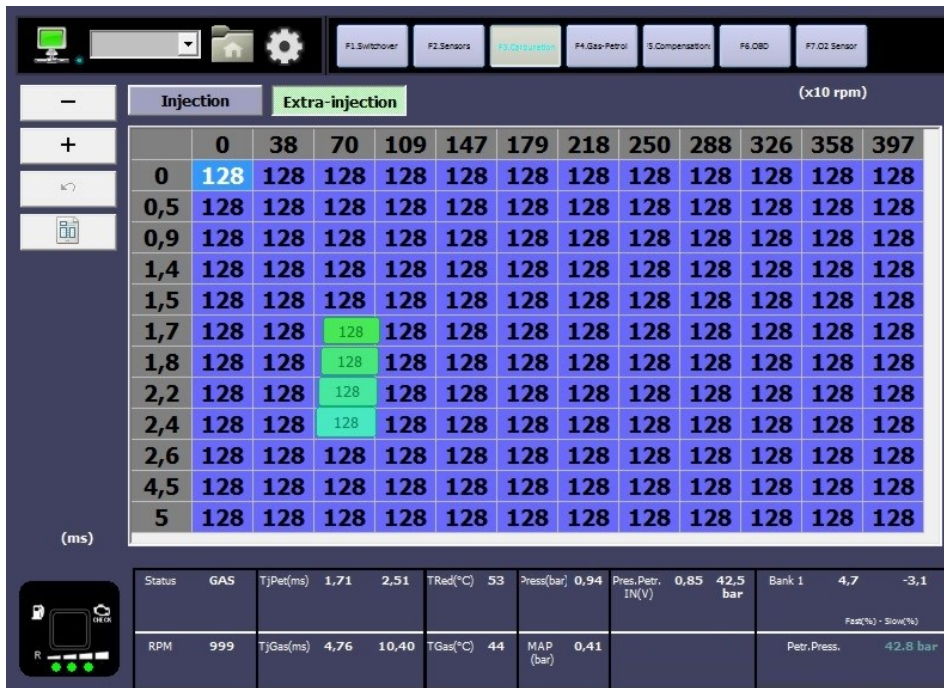 F1.Switchover F2.Sensors F3.Carburation F4.Gas-Petrol 5.Compensation: F6.OBD F7.O2 Sensor
− Injection Extra-injection (x10 rpm)
+ 0 38 70 109 147 179 218 250 288 326 358 397
0 128 128 128 128 128 128 128 128 128 128 128 128
0,5 128 128 128 128 128 128 128 128 128 128 128 128
0,9 128 128 128 128 128 128 128 128 128 128 128 128
1,4 128 128 128 128 128 128 128 128 128 128 128 128
1,5 128 128 128 128 128 128 128 128 128 128 128 128
1,7 128 128 128 128 128 128 128 128 128 128 128 128
1,8 128 128 128 128 128 128 128 128 128 128 128 128
2,2 128 128 128 128 128 128 128 128 128 128 128 128
2,4 128 128 128 128 128 128 128 128 128 128 128 128
2,6 128 128 128 128 128 128 128 128 128 128 128 128
4,5 128 128 128 128 128 128 128 128 128 128 128 128
5 128 128 128 128 128 128 128 128 128 128 128 128
(ms)
Status GAS TjPet(ms) 1,71 2,51 TRed(°C) 53 Press(bar) 0,94 Pres.Petr. 0,85 42,5 Bank 1 4,7 -3,1
IN(V) bar
CHECK
Fast(%) - Slow(%)
RPM 999 TjGas(ms) 4,76 10,40 TGas(°C) 44 MAP 0,41 Petr.Press. 42.8 bar
(bar)
R